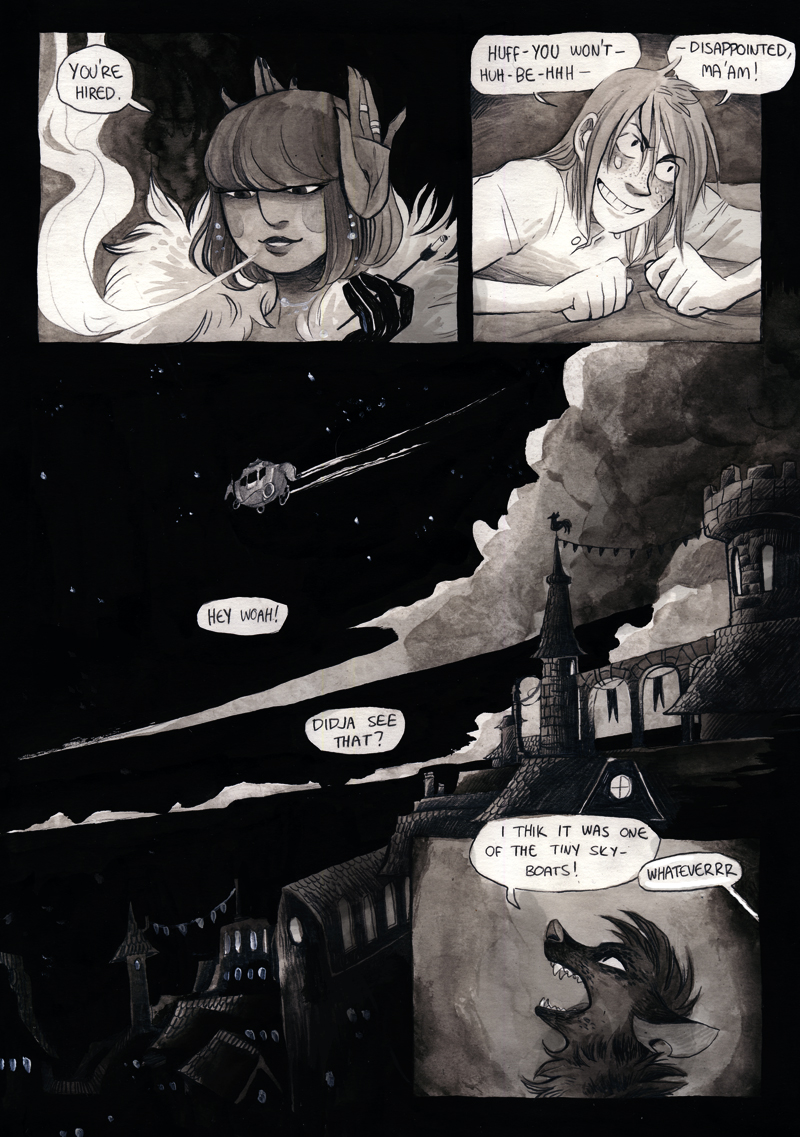 YOU'RE
HIRED.
HUFF-YOU WON'T-
HUH-BE-HHH-
-DISAPPOINTED,
MA'AM!
HEY WOAH!
DIDJA SEE
THAT?
I THIK IT WAS ONE
OF THE TINY SKY-
BOATS!
WHATEVERRR